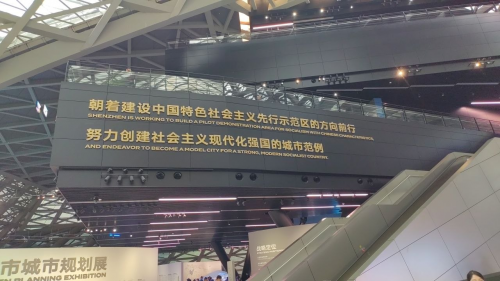 朝着建设中国特色社会主义先行示范区的方向前行
SHENZHEN IS WORKING TO BUILD A PILOT DEMONSTRATION AREA FOR SOCIALISM WITH CHINESE CHARACTERISTICS,
努力创建社会主义现代化强国的城市范例
AND ENDEAVOR TO BECOME A MODEL CITY FOR A STRONG, MODERN SOCIALIST COUNTRY.
市城市规划展
PLANNING EXHIBITION